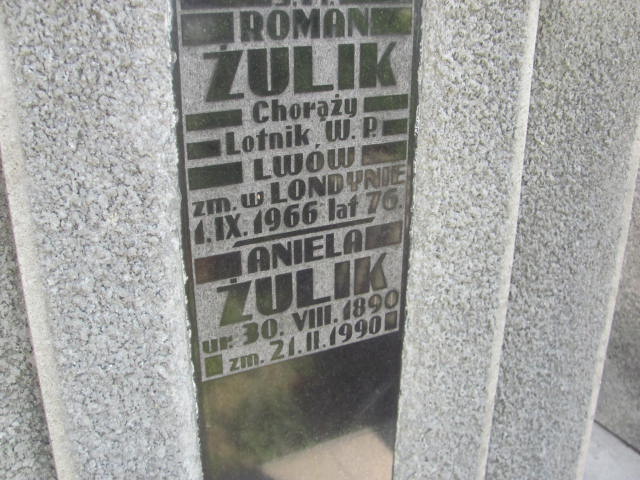 Ś.P.
ROMAN
ŻULIK
Chorąży
Lotnik W.P.
LWÓW
zm. w LONDYNIE
1.IX.1966 lat 76
ANIELA
ŻULIK
ur. 30. VIII. 1890
zm. 21.II.1990